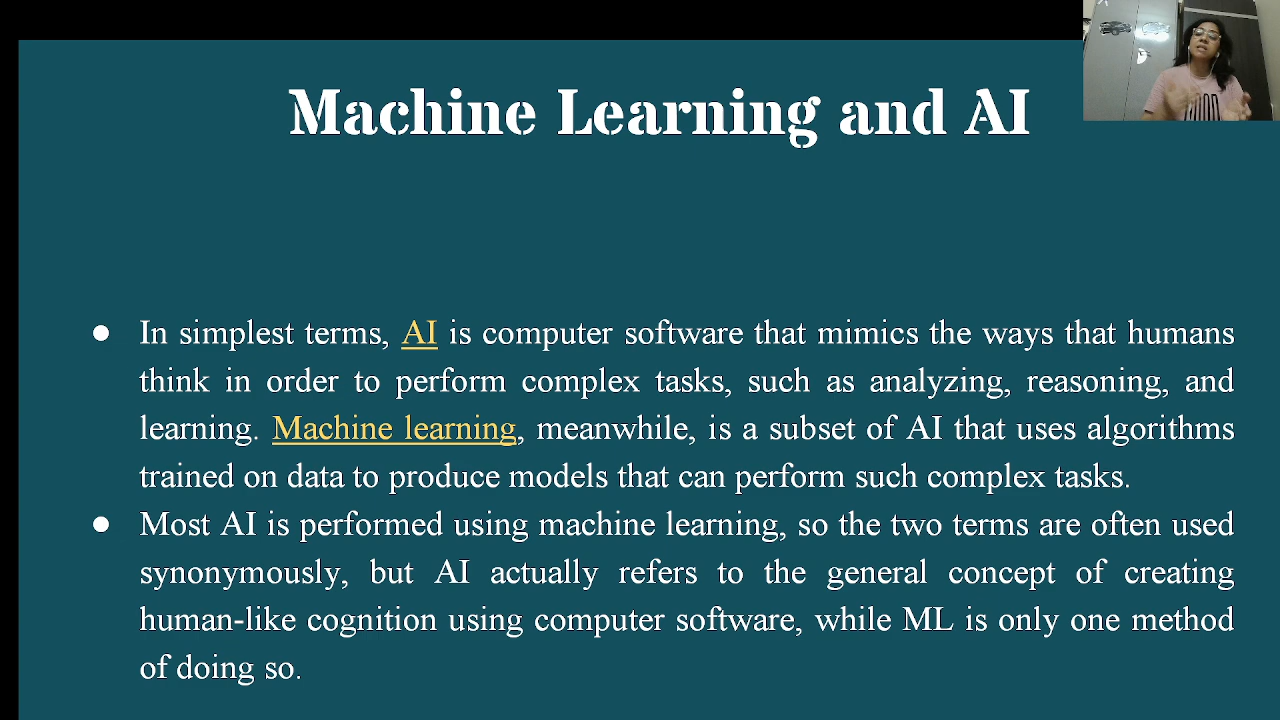 Machine Learning and AI
● In simplest terms, AI is computer software that mimics the ways that humans
think in order to perform complex tasks, such as analyzing, reasoning, and
learning. Machine learning, meanwhile, is a subset of AI that uses algorithms
trained on data to produce models that can perform such complex tasks.
● Most AI is performed using machine learning, so the two terms are often used
synonymously, but AI actually refers to the general concept of creating
human-like cognition using computer software, while ML is only one method
of doing so.